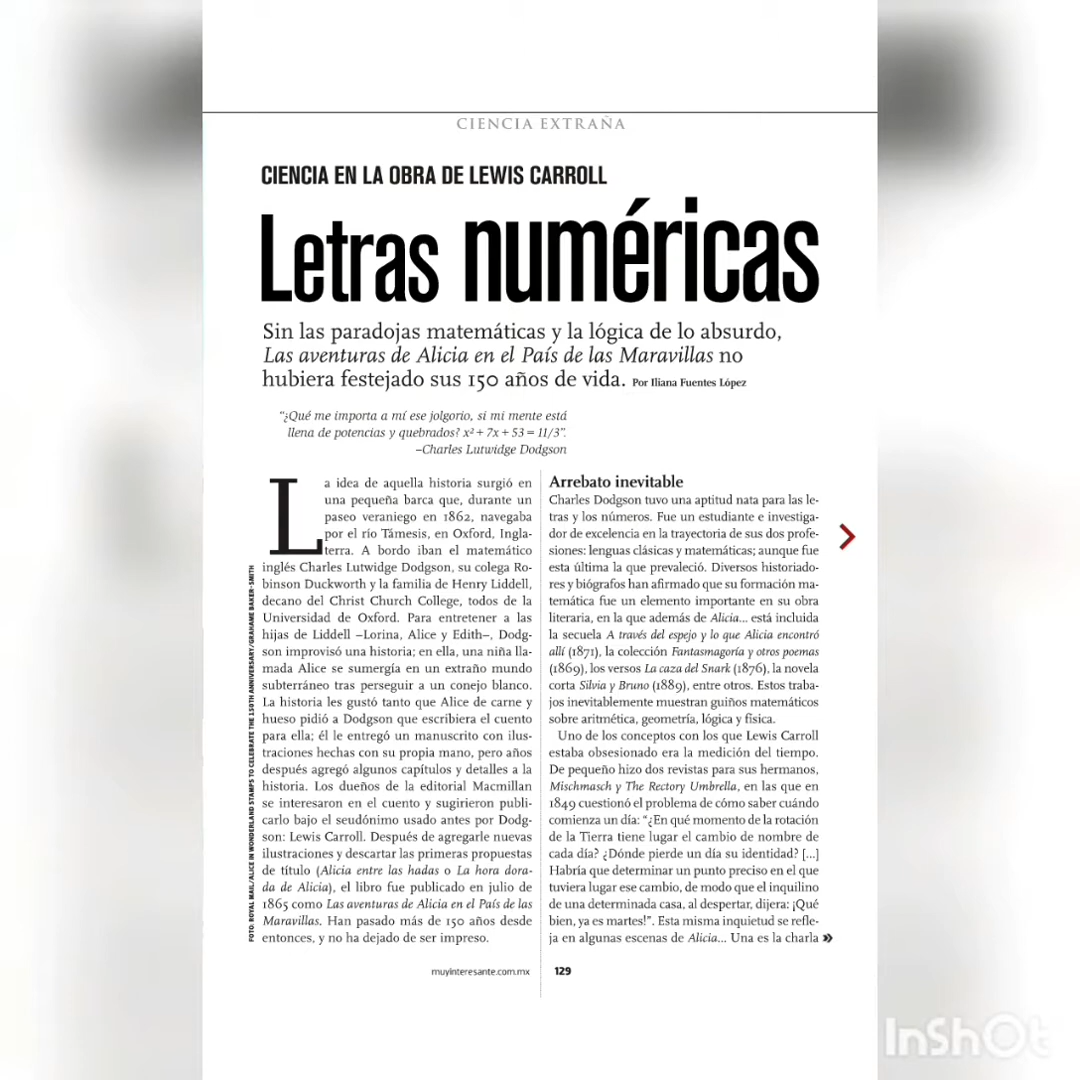 CIENCIA EXTRAÑA
CIENCIA EN LA OBRA DE LEWIS CARROLL
Letras numéricas
Sin las paradojas matemáticas y la lógica de lo absurdo,
Las aventuras de Alicia en el País de las Maravillas no
hubiera festejado sus 150 años de vida. Por Iliana Fuentes López
“¿Qué me importa a mí ese jolgorio, si mi mente está
llena de potencias y quebrados? x² + 7x + 53 = 11/3”.
–Charles Lutwidge Dodgson
La idea de aquella historia surgió en
una pequeña barca que, durante un
paseo veraniego en 1862, navegaba
por el río Támesis, en Oxford, Ingla-
terra. A bordo iban el matemático
inglés Charles Lutwidge Dodgson, su colega Ro-
binson Duckworth y la familia de Henry Liddell,
decano del Christ Church College, todos de la
Universidad de Oxford. Para entretener a las
hijas de Liddell –Lorina, Alice y Edith–, Dodg-
son improvisó una historia; en ella, una niña lla-
mada Alice se sumergía en un extraño mundo
subterráneo tras perseguir a un conejo blanco.
La historia les gustó tanto que Alice de carne y
hueso pidió a Dodgson que escribiera el cuento
para ella; él le entregó un manuscrito con ilus-
traciones hechas con su propia mano, pero años
después agregó algunos capítulos y detalles a la
historia. Los dueños de la editorial Macmillan
se interesaron en el cuento y sugirieron publi-
carlo bajo el seudónimo usado antes por Dodg-
son: Lewis Carroll. Después de agregarle nuevas
ilustraciones y descartar las primeras propuestas
de título (Alicia entre las hadas o La hora dora-
da de Alicia), el libro fue publicado en julio de
1865 como Las aventuras de Alicia en el País de las
Maravillas. Han pasado más de 150 años desde
entonces, y no ha dejado de ser impreso.
Arrebato inevitable
Charles Dodgson tuvo una aptitud nata para las le-
tras y los números. Fue un estudiante e investiga-
dor de excelencia en la trayectoria de sus dos profe-
siones: lenguas clásicas y matemáticas; aunque fue
esta última la que prevaleció. Diversos historiado-
res y biógrafos han afirmado que su formación ma-
temática fue un elemento importante en su obra
literaria, en la que además de Alicia... está incluida
la secuela A través del espejo y lo que Alicia encontró
allí (1871), la colección Fantasmagoría y otros poemas
(1869), los versos La caza del Snark (1876), la novela
corta Silvia y Bruno (1889), entre otros. Estos traba-
jos inevitablemente muestran guiños matemáticos
sobre aritmética, geometría, lógica y física.
Uno de los conceptos con los que Lewis Carroll
estaba obsesionado era la medición del tiempo.
De pequeño hizo dos revistas para sus hermanos,
Mischmasch y The Rectory Umbrella, en las que en
1849 cuestionó el problema de cómo saber cuándo
comienza un día: “¿En qué momento de la rotación
de la Tierra tiene lugar el cambio de nombre de
cada día? ¿Dónde pierde un día su identidad? [...]
Habría que determinar un punto preciso en el que
tuviera lugar ese cambio, de modo que el inquilino
de una determinada casa, al despertar, dijera: ¡Qué
bien, ya es martes!”. Esta misma inquietud se refle-
ja en algunas escenas de Alicia... Una es la charla »
FOTO: ROYAL MAIL/ALICE IN WONDERLAND STAMPS TO CELEBRATE THE 150TH ANNIVERSARY/GRAHAME BAKER-SMITH
muyinteresante.com.mx 129
InShOt